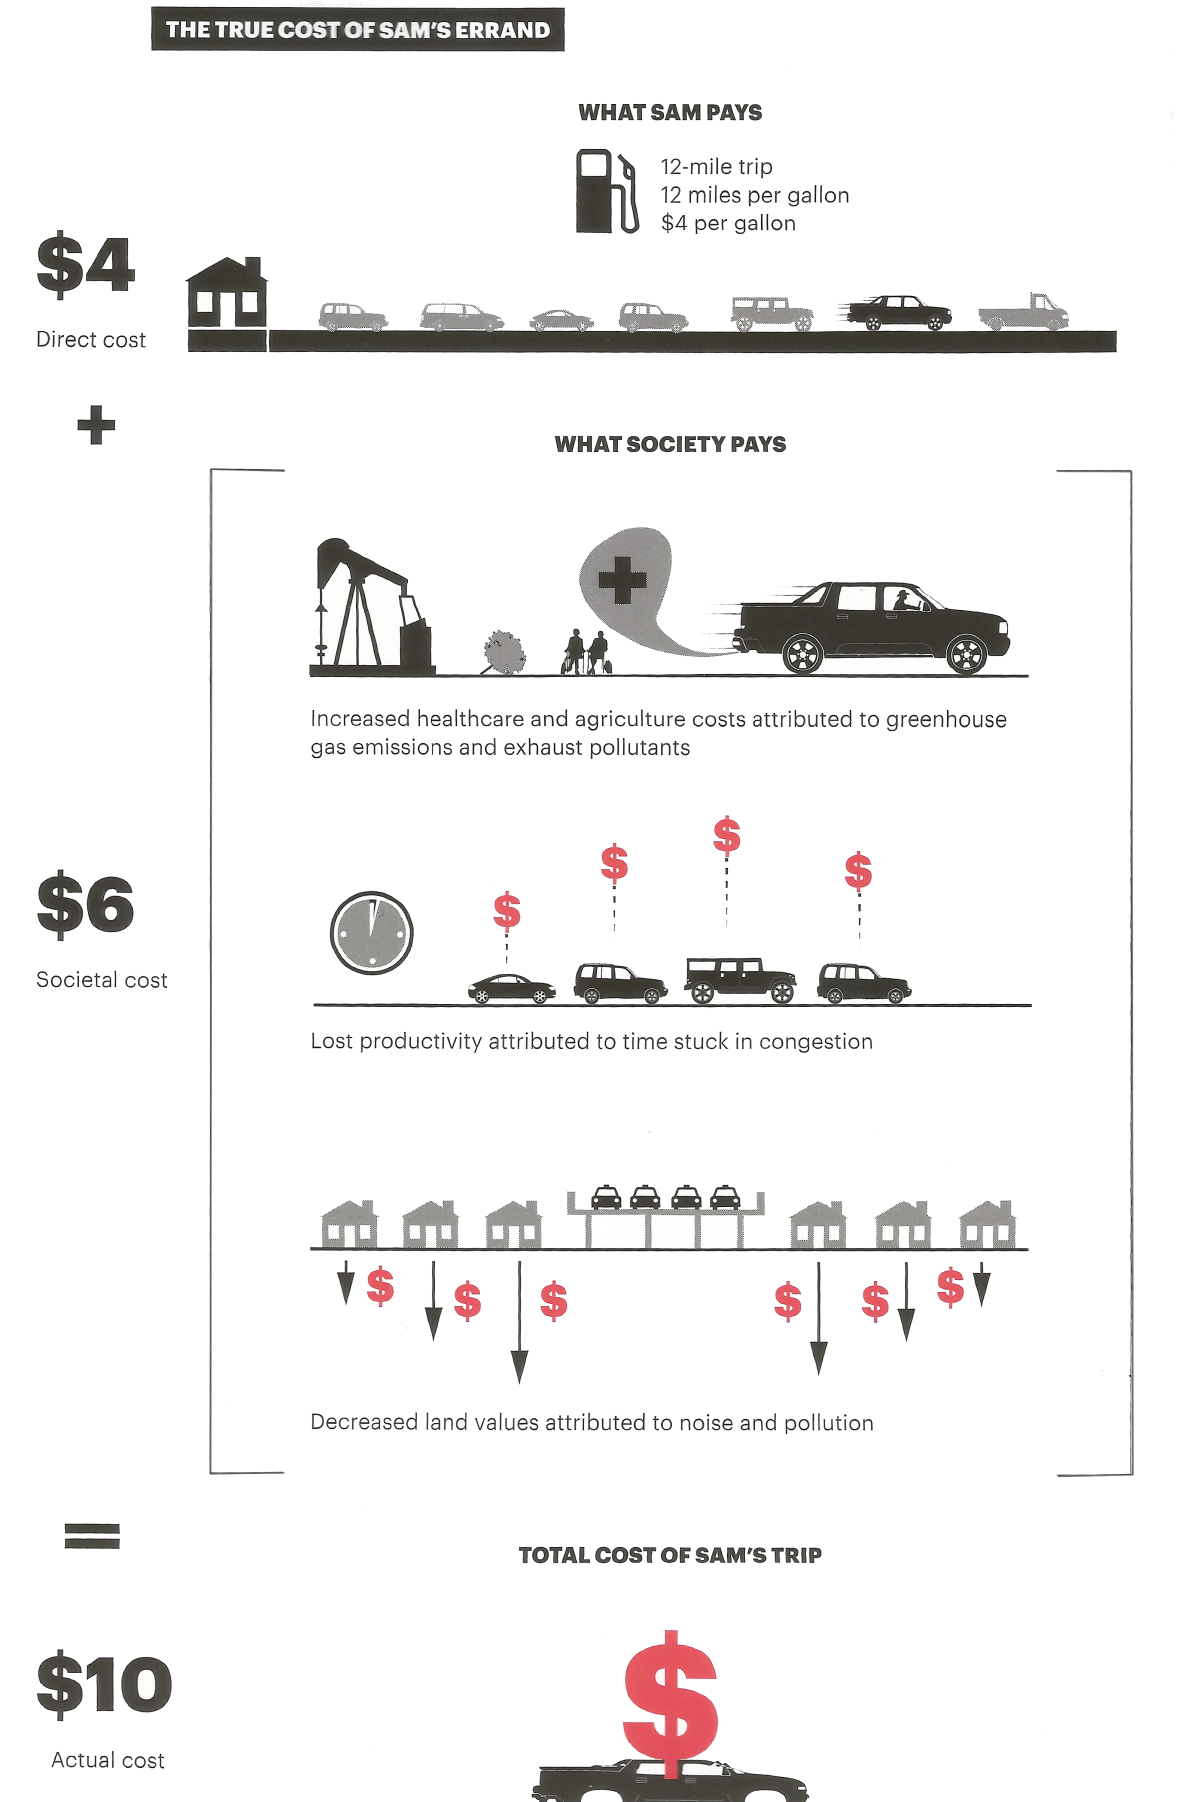 THE TRUE COST OF SAM'S ERRAND
WHAT SAM PAYS
12-mile trip
12 miles per gallon
$4 per gallon
$4
Direct cost
+
WHAT SOCIETY PAYS
Increased healthcare and agriculture costs attributed to greenhouse
gas emissions and exhaust pollutants
$ $ $ $
$6
Societal cost
Lost productivity attributed to time stuck in congestion
$ $ $ $ $ $
Decreased land values attributed to noise and pollution
=
TOTAL COST OF SAM'S TRIP
$10
Actual cost
$